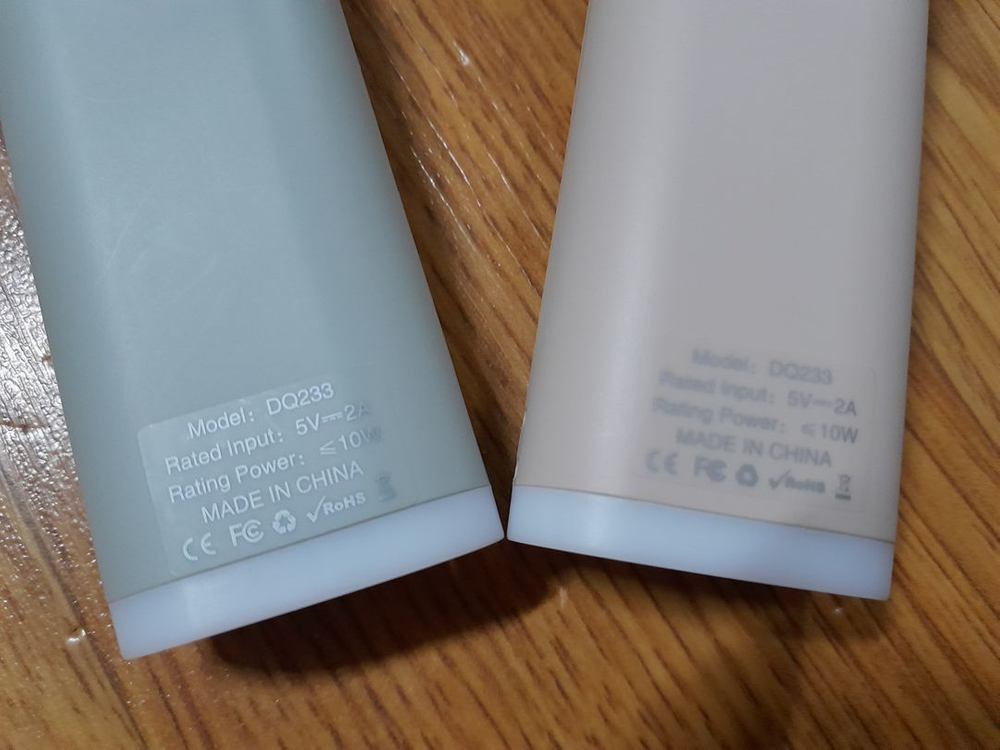 Model: DQ233
Rated Input: 5V⎓2A
Rating Power: ≤10W
MADE IN CHINA
CE FC ✓RoHS
Model: DQ233
Rated Input: 5V⎓2A
Rating Power: ≤10W
MADE IN CHINA
CE FC ✓RoHS